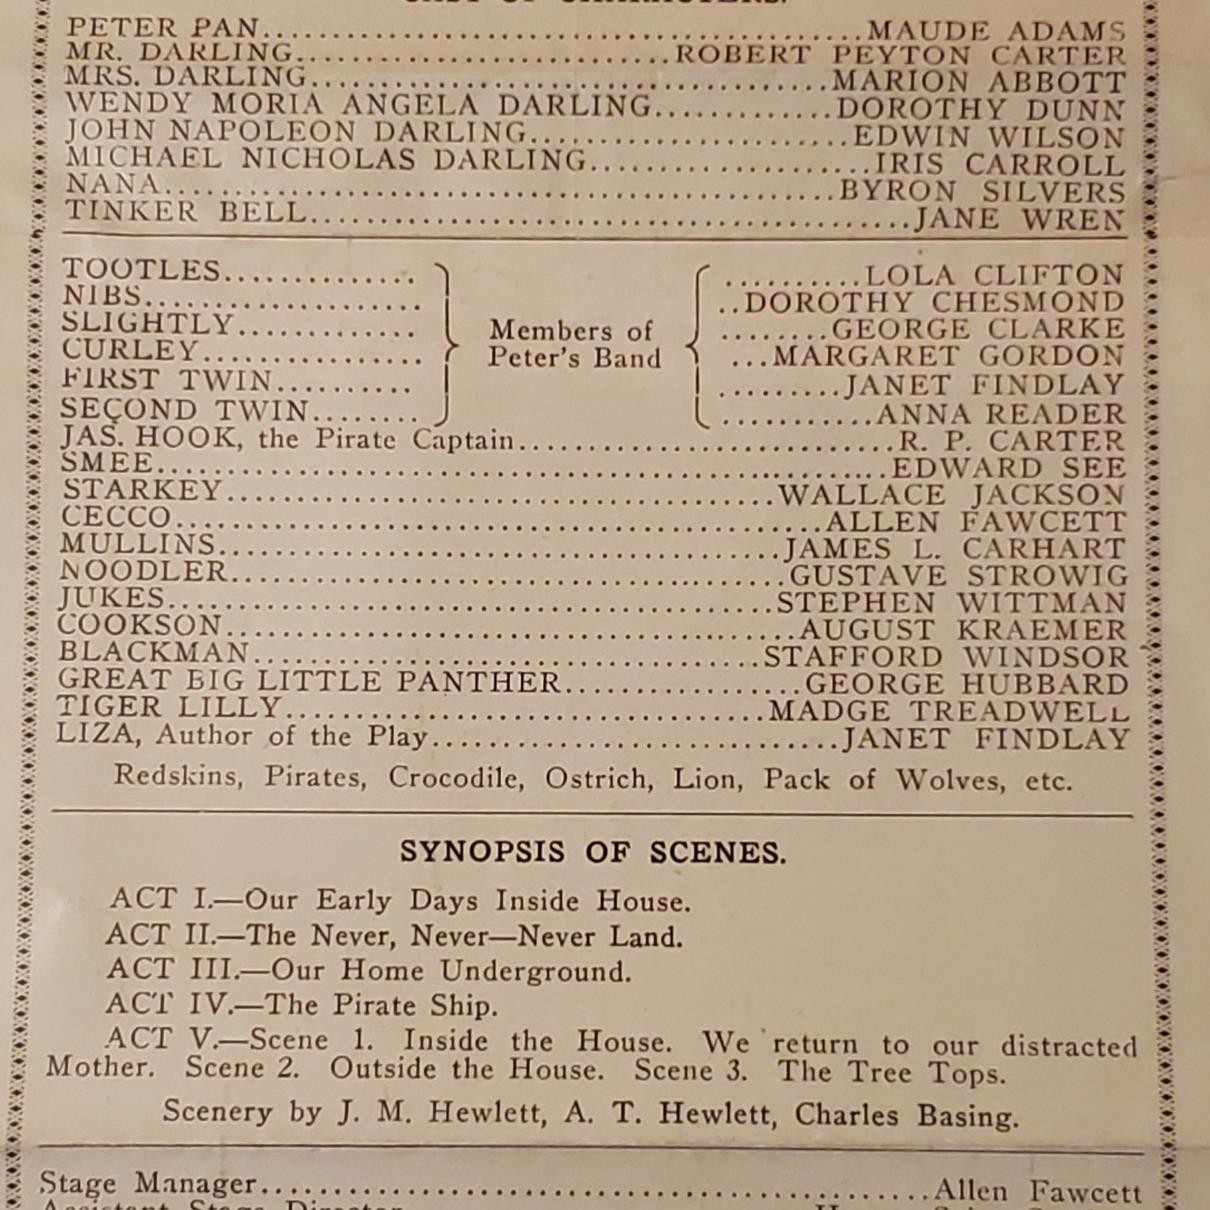 CAST OF CHARACTERS.
PETER PAN..........................................MAUDE ADAMS
MR. DARLING..........................ROBERT PEYTON CARTER
MRS. DARLING....................................MARION ABBOTT
WENDY MORIA ANGELA DARLING.............DOROTHY DUNN
JOHN NAPOLEON DARLING.......................EDWIN WILSON
MICHAEL NICHOLAS DARLING....................IRIS CARROLL
NANA...............................................BYRON SILVERS
TINKER BELL..........................................JANE WREN
TOOTLES.............. ..........LOLA CLIFTON
NIBS.................... ..DOROTHY CHESMOND
SLIGHTLY............. ........GEORGE CLARKE
Members of
CURLEY................ ...MARGARET GORDON
Peter's Band
FIRST TWIN.......... .........JANET FINDLAY
SECOND TWIN........ ...........ANNA READER
JAS. HOOK, the Pirate Captain..........................R. P. CARTER
SMEE...................................................EDWARD SEE
STARKEY......................................WALLACE JACKSON
CECCO.............................................ALLEN FAWCETT
MULLINS.......................................JAMES L. CARHART
NOODLER......................................GUSTAVE STROWIG
JUKES..........................................STEPHEN WITTMAN
COOKSON........................................AUGUST KRAEMER
BLACKMAN...................................STAFFORD WINDSOR
GREAT BIG LITTLE PANTHER.................GEORGE HUBBARD
TIGER LILLY..................................MADGE TREADWELL
LIZA, Author of the Play.............................JANET FINDLAY
Redskins, Pirates, Crocodile, Ostrich, Lion, Pack of Wolves, etc.
SYNOPSIS OF SCENES.
ACT I.—Our Early Days Inside House.
ACT II.—The Never, Never—Never Land.
ACT III.—Our Home Underground.
ACT IV.—The Pirate Ship.
ACT V.—Scene 1. Inside the House. We return to our distracted
Mother. Scene 2. Outside the House. Scene 3. The Tree Tops.
Scenery by J. M. Hewlett, A. T. Hewlett, Charles Basing.
Stage Manager...............................................Allen Fawcett
Assistant Stage Director